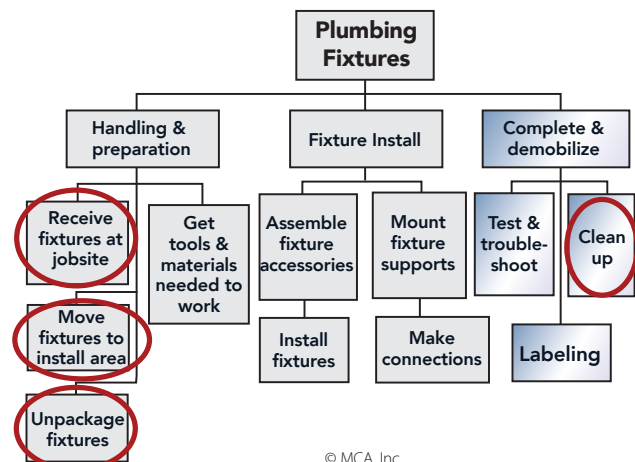 Plumbing
Fixtures
Handling &
preparation
Fixture Install
Complete &
demobilize
Receive
fixtures at
jobsite
Get
tools &
materials
needed to
work
Assemble
fixture
accessories
Mount
fixture
supports
Test &
trouble-
shoot
Clean
up
Move
fixtures to
install area
Install
fixtures
Make
connections
Labeling
Unpackage
fixtures
© MCA, Inc.